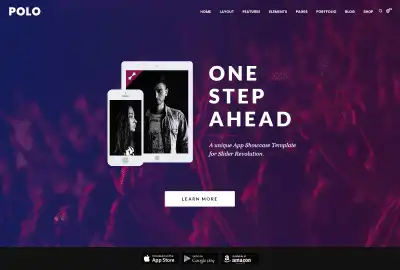 POLO
HOME LAYOUT FEATURES ELEMENTS PAGES PORTFOLIO BLOG SHOP
ONE
STEP
AHEAD
A unique App Showcase Template
for Slider Revolution.
LEARN MORE
App Store
Google play
amazon